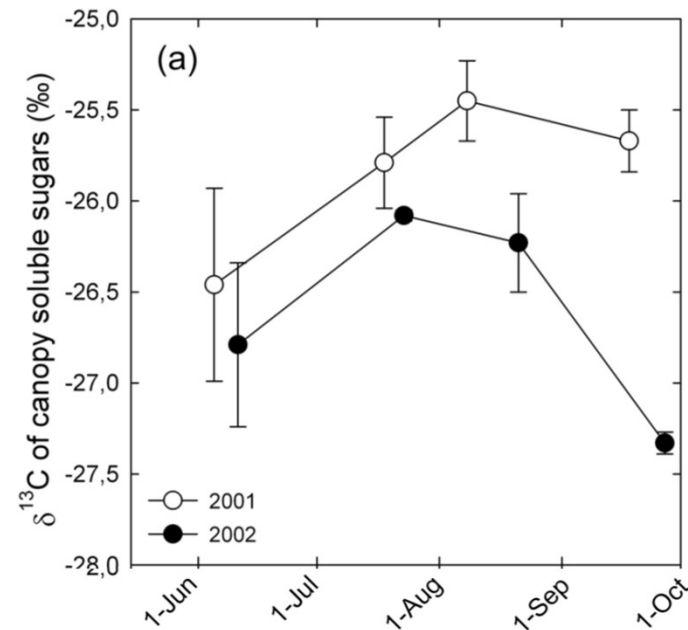 (a)
δ¹³C of canopy soluble sugars (‰)
-25,0
-25,5
-26,0
-26,5
-27,0
-27,5
-28,0
2001
2002
1-Jun
1-Jul
1-Aug
1-Sep
1-Oct